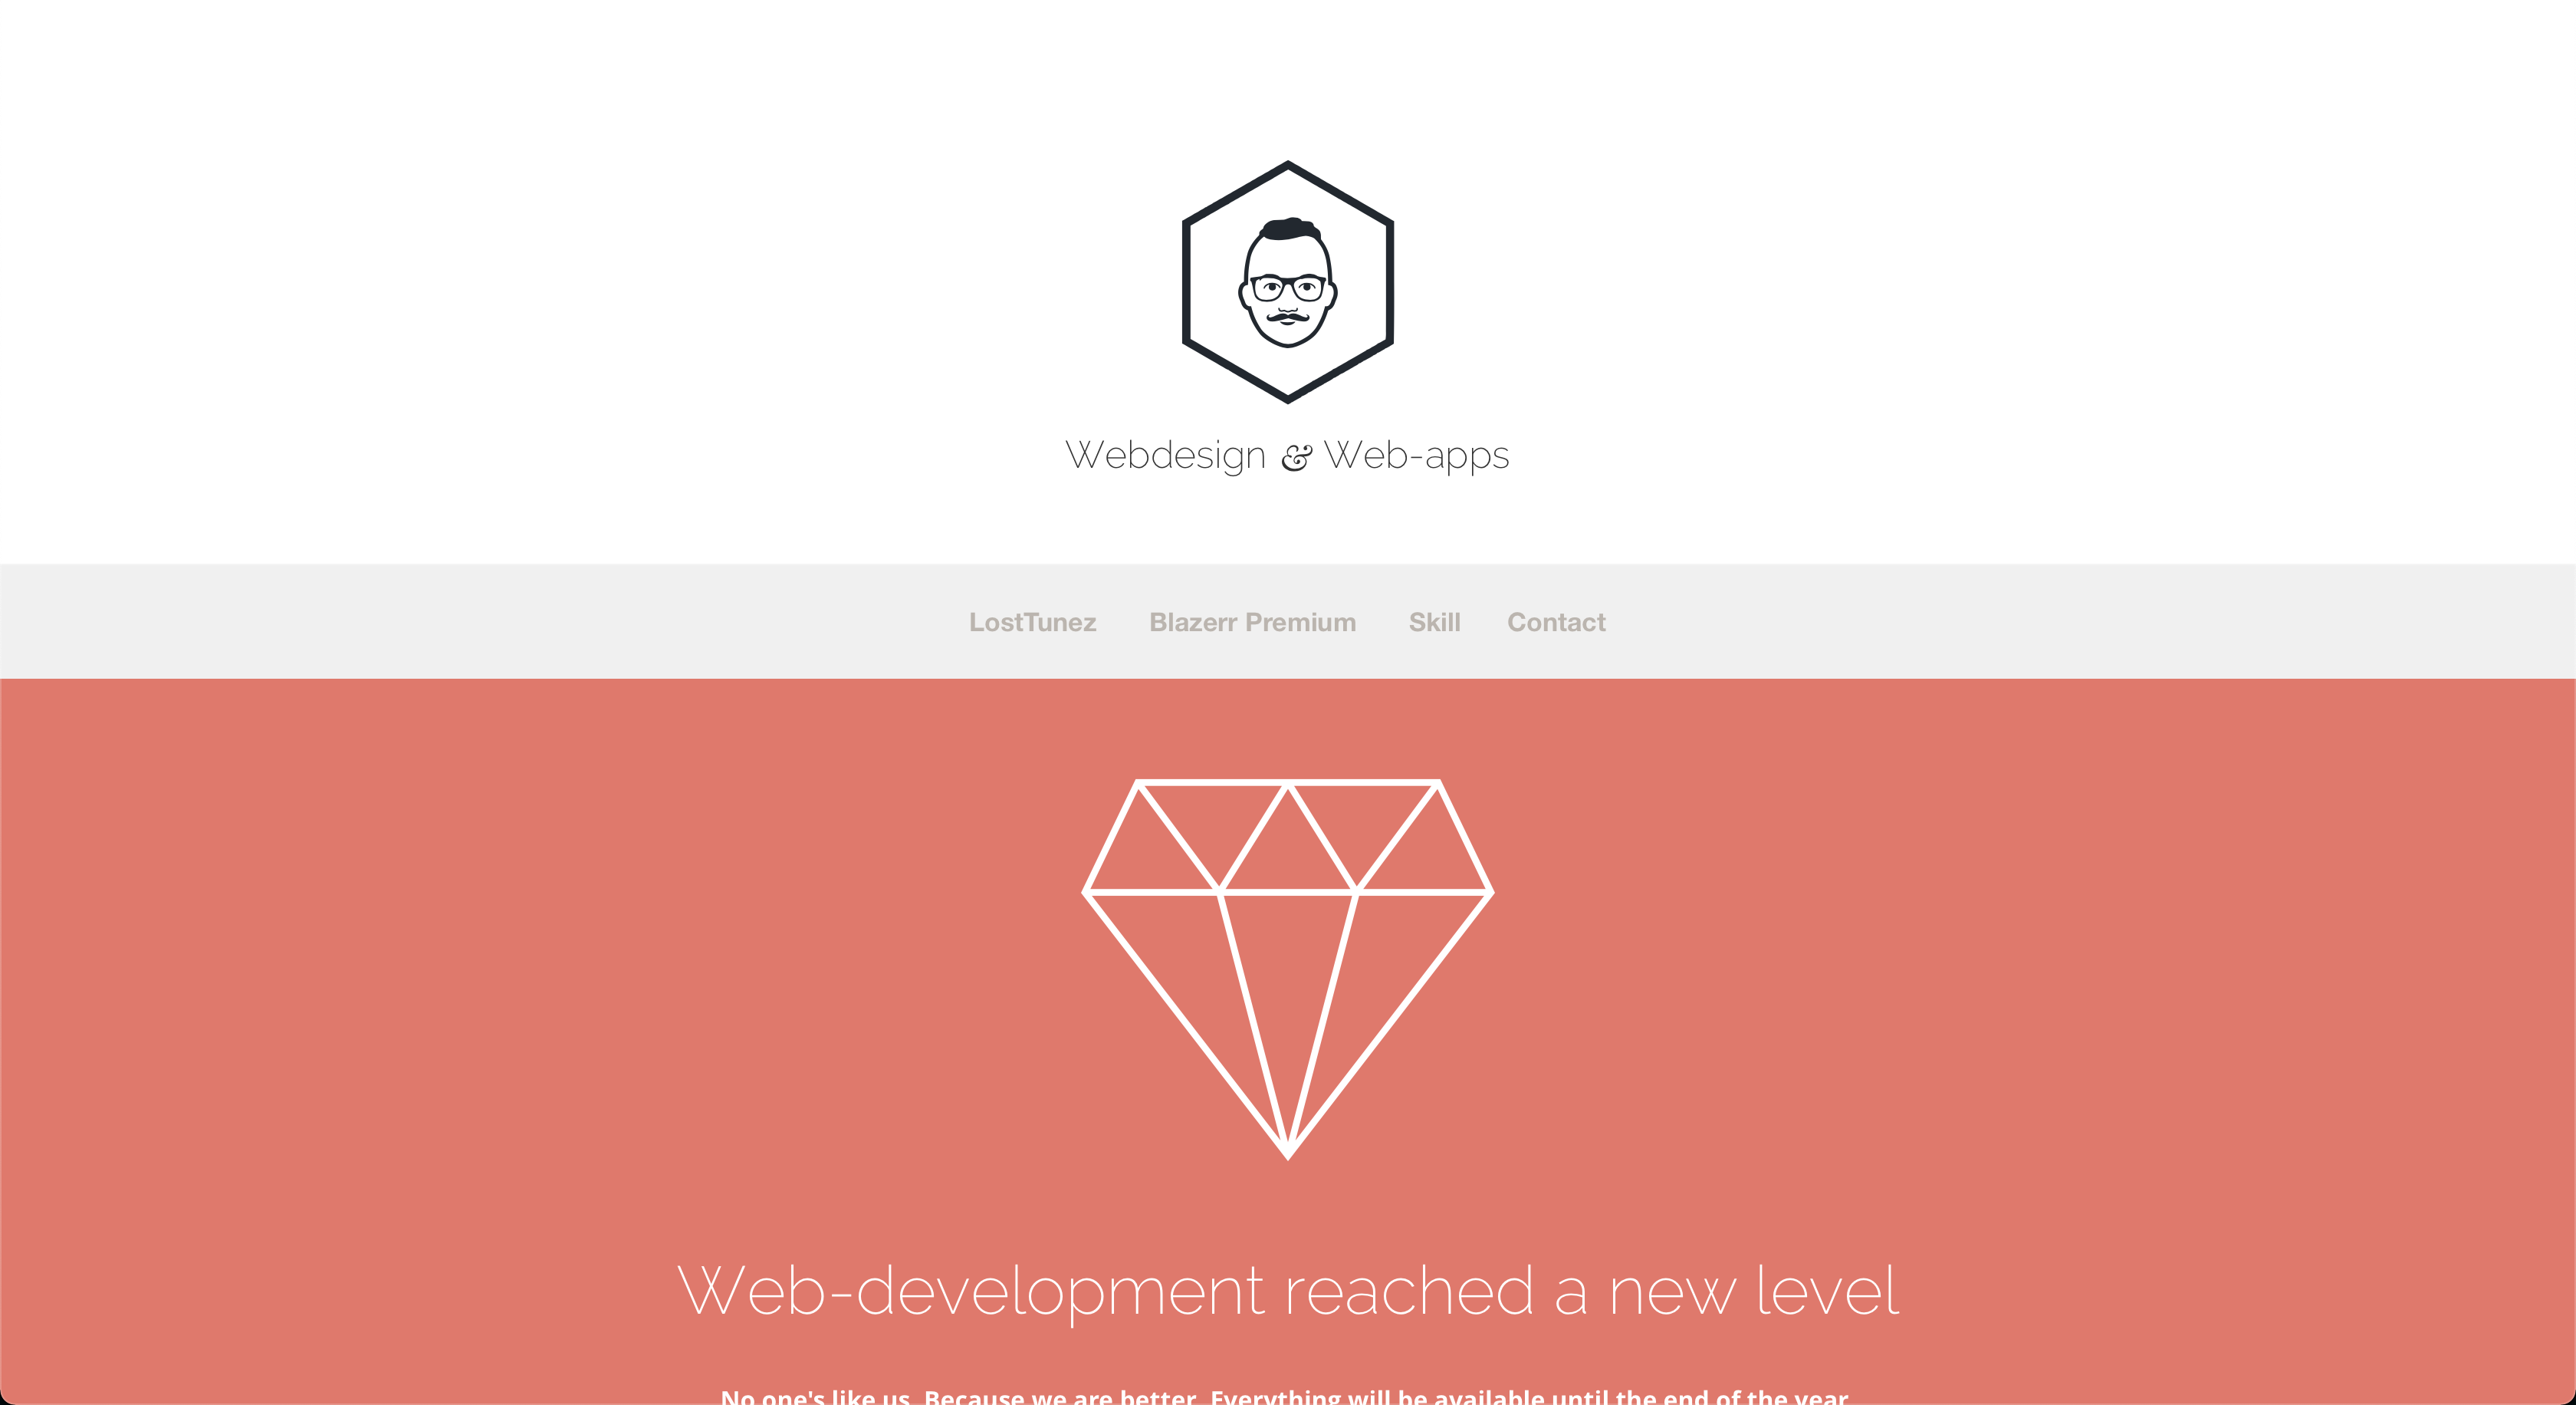 Webdesign & Web-apps
LostTunez Blazerr Premium Skill Contact
Web-development reached a new level
No one's like us. Because we are better. Everything will be available until the end of the year